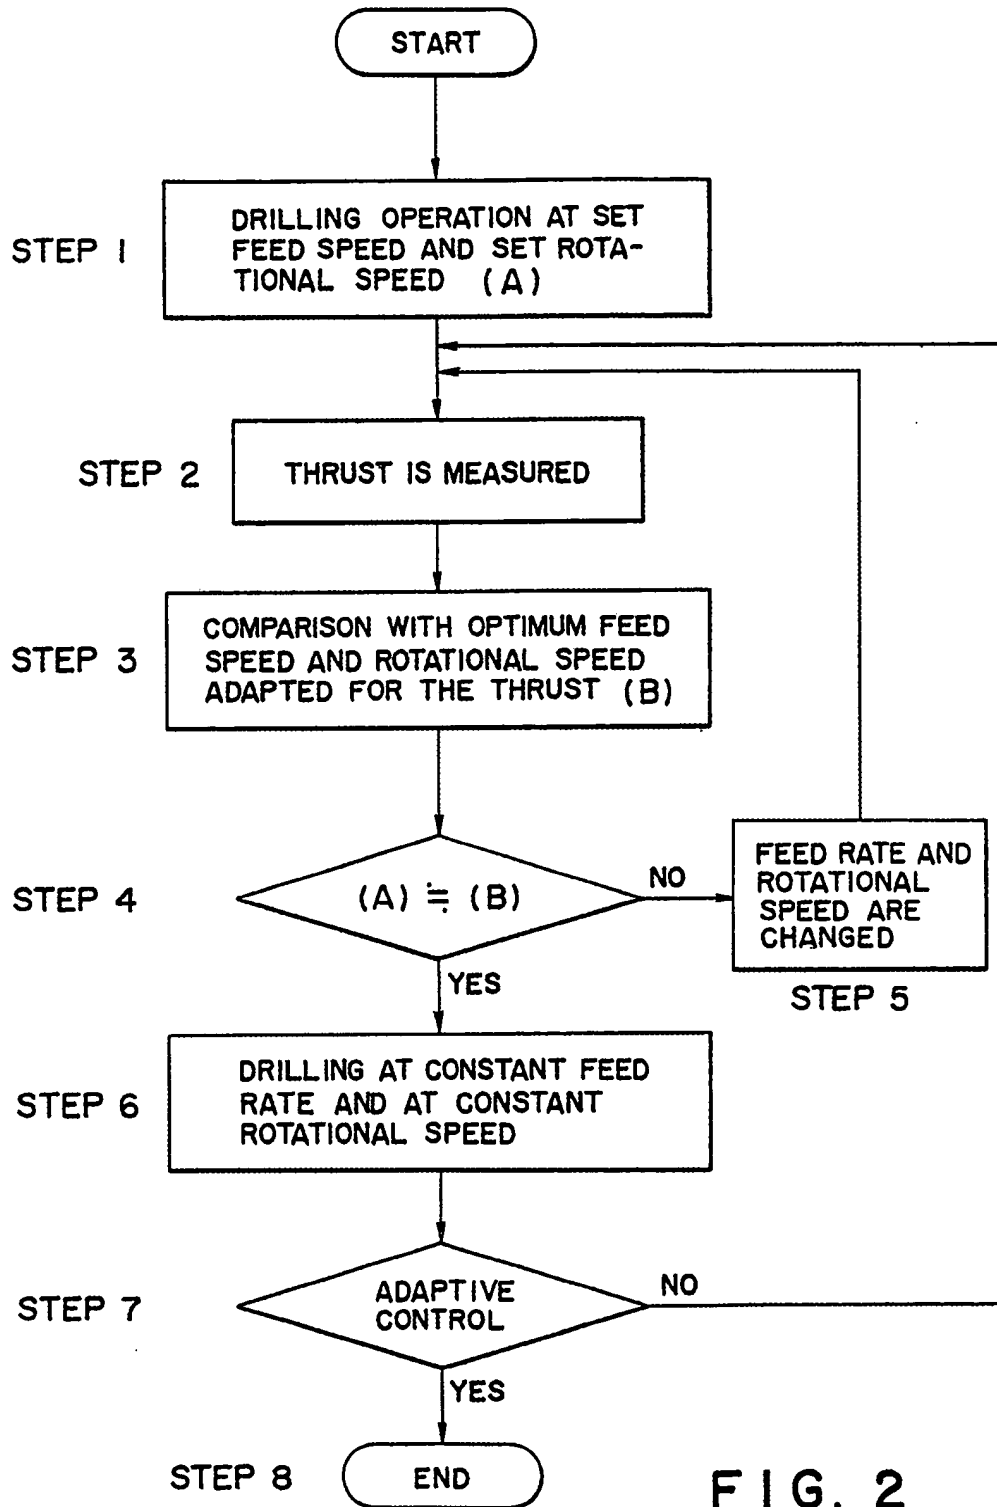 START
STEP 1
DRILLING OPERATION AT SET
FEED SPEED AND SET ROTA-
TIONAL SPEED (A)
STEP 2
THRUST IS MEASURED
STEP 3
COMPARISON WITH OPTIMUM FEED
SPEED AND ROTATIONAL SPEED
ADAPTED FOR THE THRUST (B)
STEP 4
(A) ≒ (B)
NO
FEED RATE AND
ROTATIONAL
SPEED ARE
CHANGED
STEP 5
YES
STEP 6
DRILLING AT CONSTANT FEED
RATE AND AT CONSTANT
ROTATIONAL SPEED
STEP 7
ADAPTIVE
CONTROL
NO
YES
STEP 8
END
FIG. 2